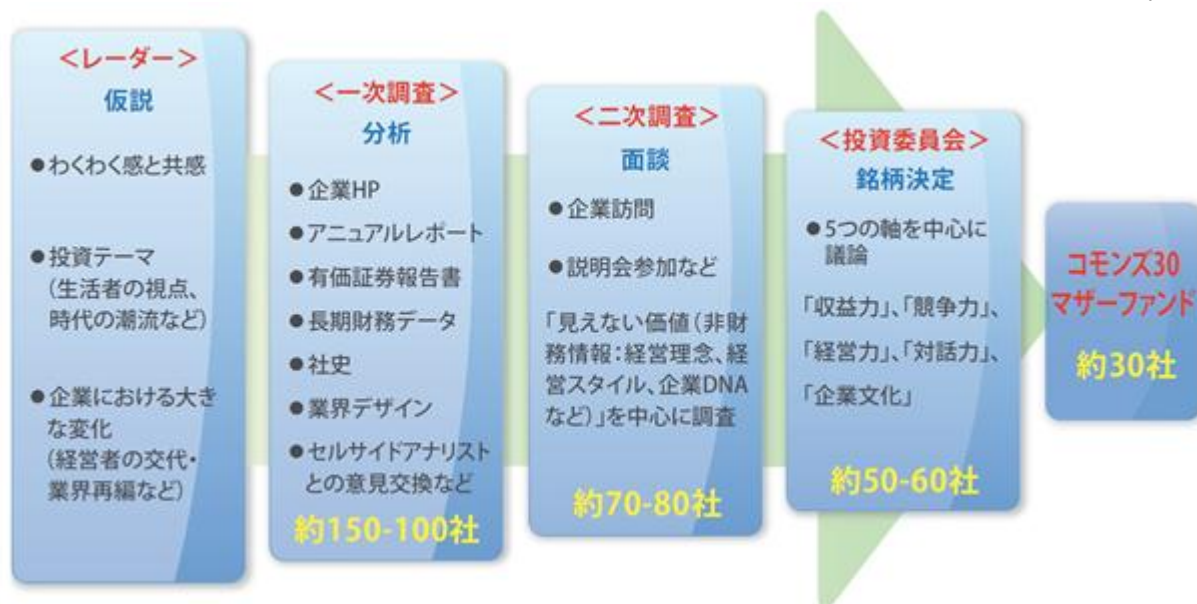 ＜レーダー＞
仮説
●わくわく感と共感
●投資テーマ
(生活者の視点、
時代の潮流など)
●企業における大き
な変化
(経営者の交代・
業界再編など)
＜一次調査＞
分析
●企業HP
●アニュアルレポート
●有価証券報告書
●長期財務データ
●社史
●業界デザイン
●セルサイドアナリスト
との意見交換など
約150-100社
＜二次調査＞
面談
●企業訪問
●説明会参加など
「見えない価値(非財
務情報：経営理念、経
営スタイル、企業DNA
など)」を中心に調査
約70-80社
＜投資委員会＞
銘柄決定
●5つの軸を中心に
議論
「収益力」、「競争力」、
「経営力」、「対話力」、
「企業文化」
約50-60社
コモンズ30
マザーファンド
約30社